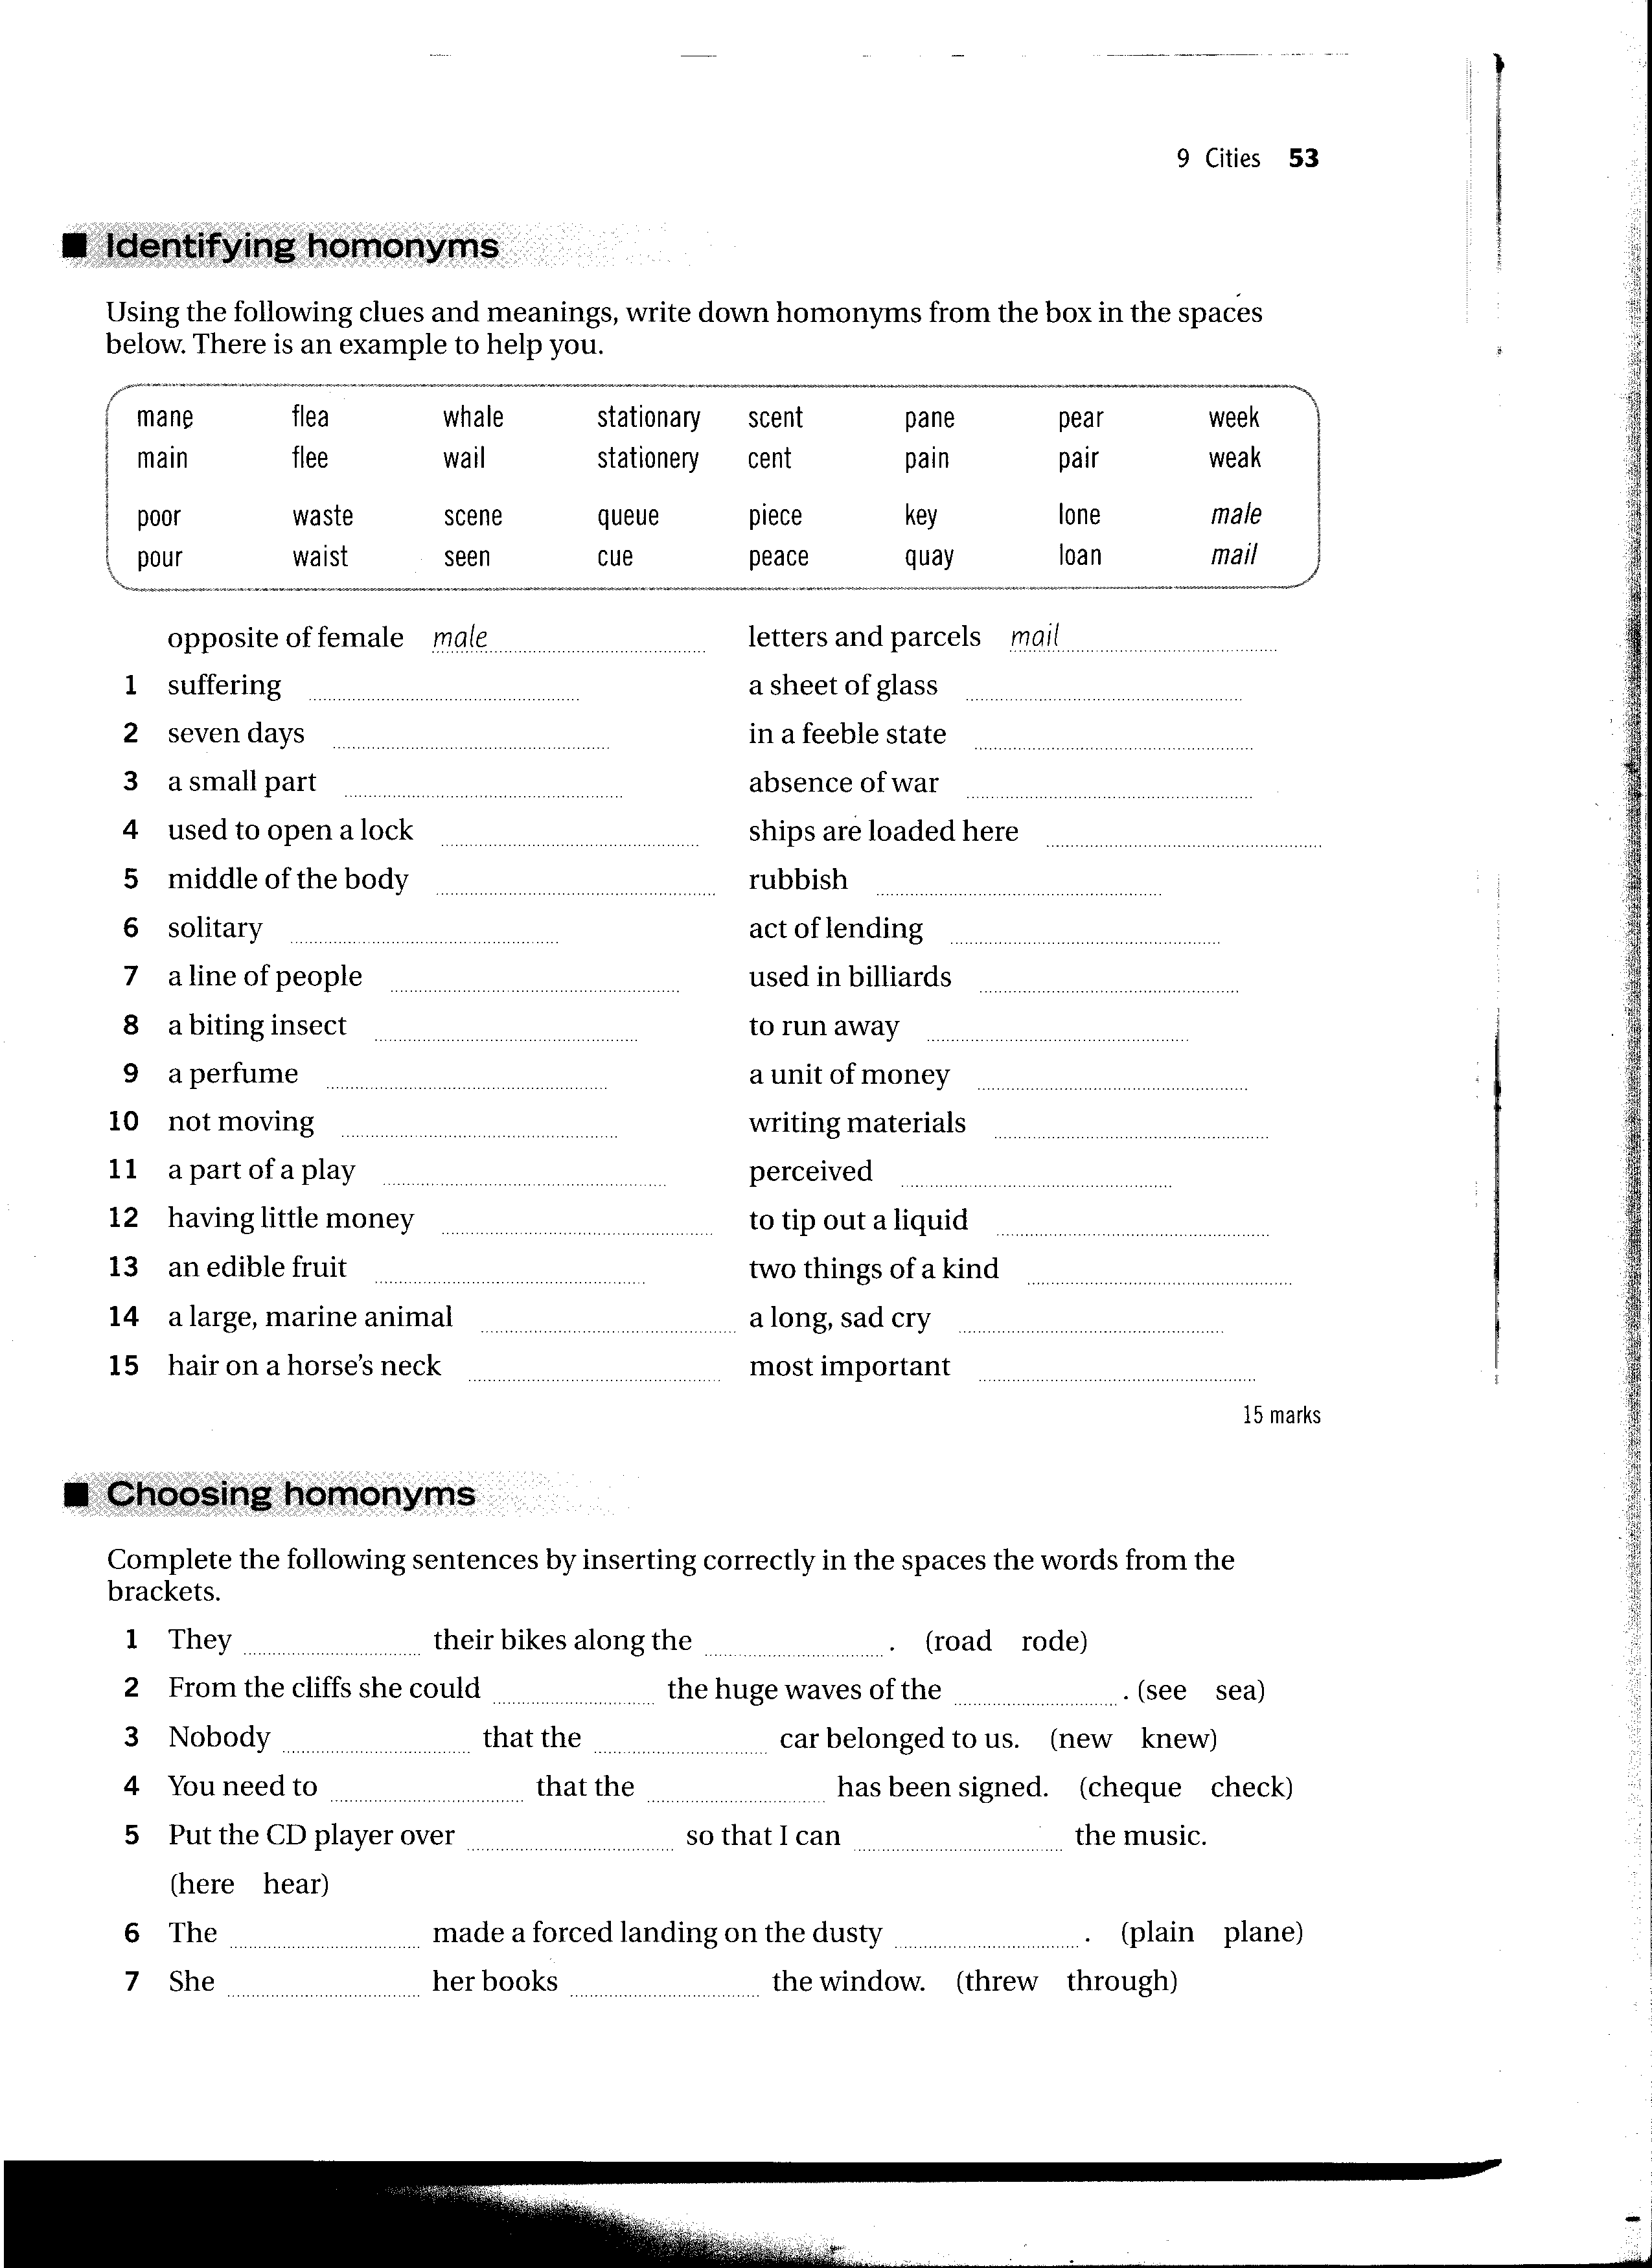 9 Cities 53
Identifying homonyms
Using the following clues and meanings, write down homonyms from the box in the spaces
below. There is an example to help you.
mane flea whale stationary scent pane pear week
main flee wail stationery cent pain pair weak
poor waste scene queue piece key lone male
pour waist seen cue peace quay loan mail
opposite of female male letters and parcels mail
1 suffering a sheet of glass
2 seven days in a feeble state
3 a small part absence of war
4 used to open a lock ships are loaded here
5 middle of the body rubbish
6 solitary act of lending
7 a line of people used in billiards
8 a biting insect to run away
9 a perfume a unit of money
10 not moving writing materials
11 a part of a play perceived
12 having little money to tip out a liquid
13 an edible fruit two things of a kind
14 a large, marine animal a long, sad cry
15 hair on a horse's neck most important
15 marks
Choosing homonyms
Complete the following sentences by inserting correctly in the spaces the words from the
brackets.
1 They their bikes along the . (road rode)
2 From the cliffs she could the huge waves of the . (see sea)
3 Nobody that the car belonged to us. (new knew)
4 You need to that the has been signed. (cheque check)
5 Put the CD player over so that I can the music.
(here hear)
6 The made a forced landing on the dusty . (plain plane)
7 She her books the window. (threw through)